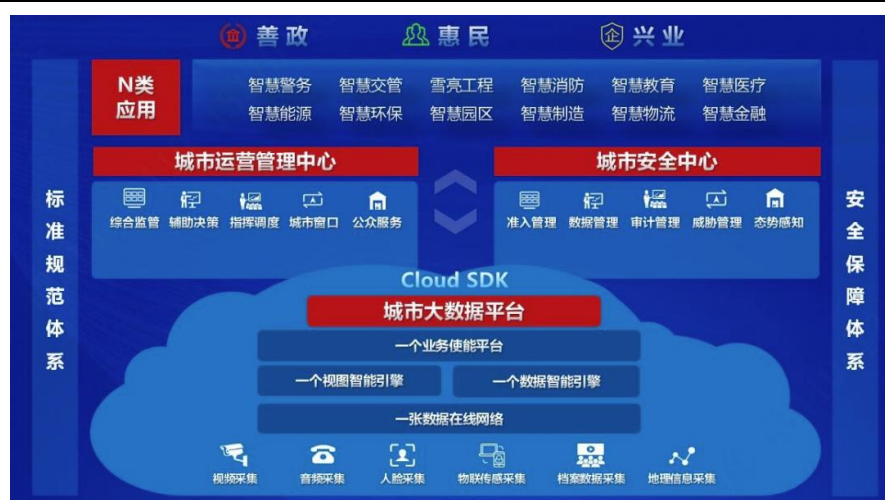 善政 惠民 兴业
N类
应用
智慧警务 智慧交管 雪亮工程 智慧消防 智慧教育 智慧医疗
智慧能源 智慧环保 智慧园区 智慧制造 智慧物流 智慧金融
城市运营管理中心 城市安全中心
综合监管 辅助决策 指挥调度 城市窗口 公众服务
准入管理 数据管理 审计管理 威胁管理 态势感知
标准规范体系
安全保障体系
Cloud SDK
城市大数据平台
一个业务使能平台
一个视图智能引擎 一个数据智能引擎
一张数据在线网络
视频采集 音频采集 人脸采集 物联传感采集 档案数据采集 地理信息采集